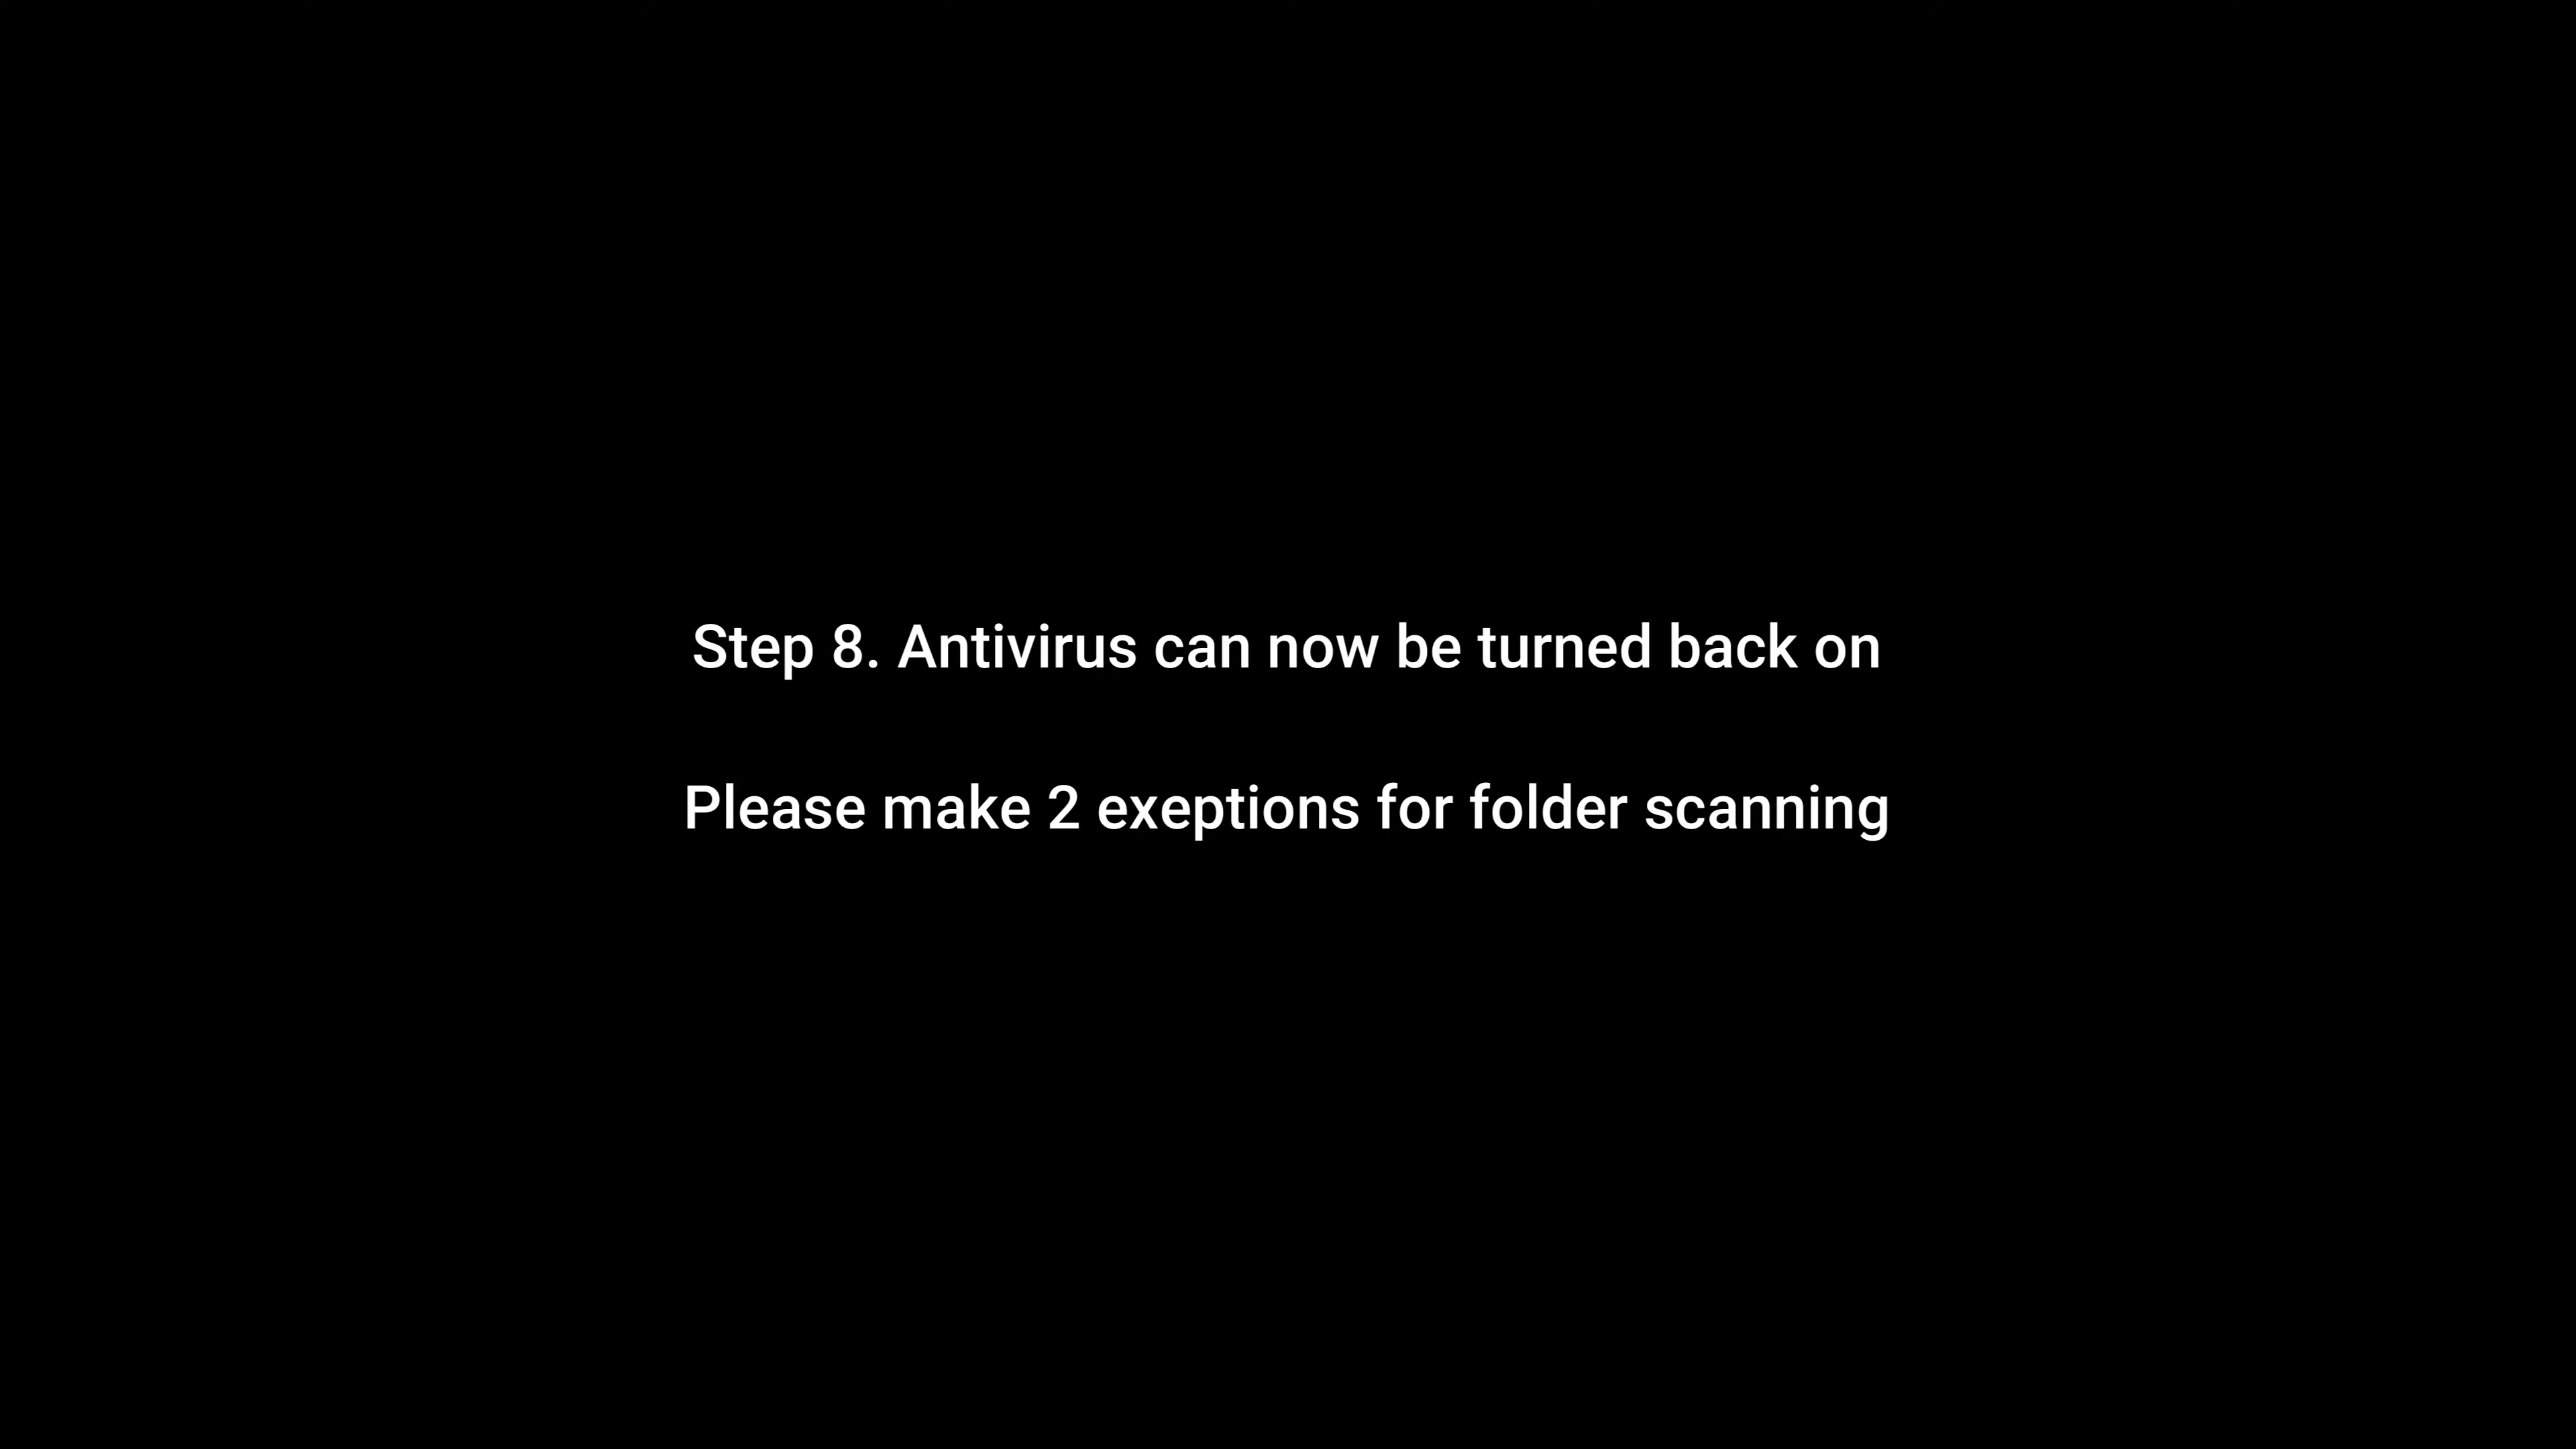 Step 8. Antivirus can now be turned back on
Please make 2 exeptions for folder scanning